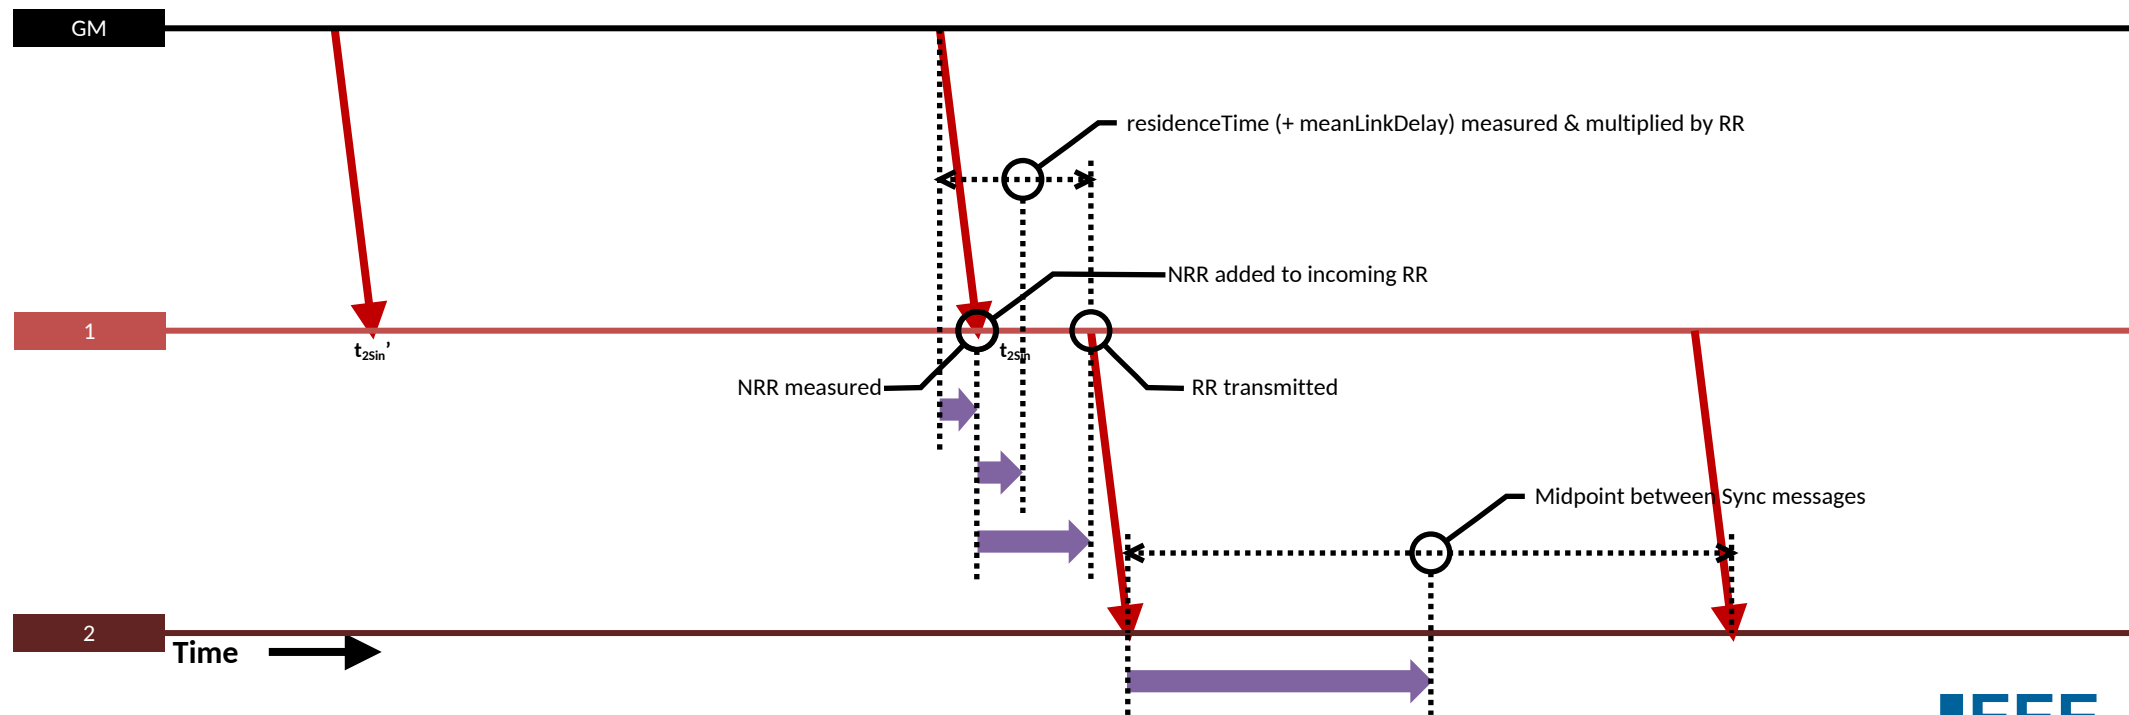 GM
residenceTime (+ meanLinkDelay) measured & multiplied by RR
NRR added to incoming RR
1
t2Sin’
t2Sin
NRR measured
RR transmitted
Midpoint between Sync messages
2
Time